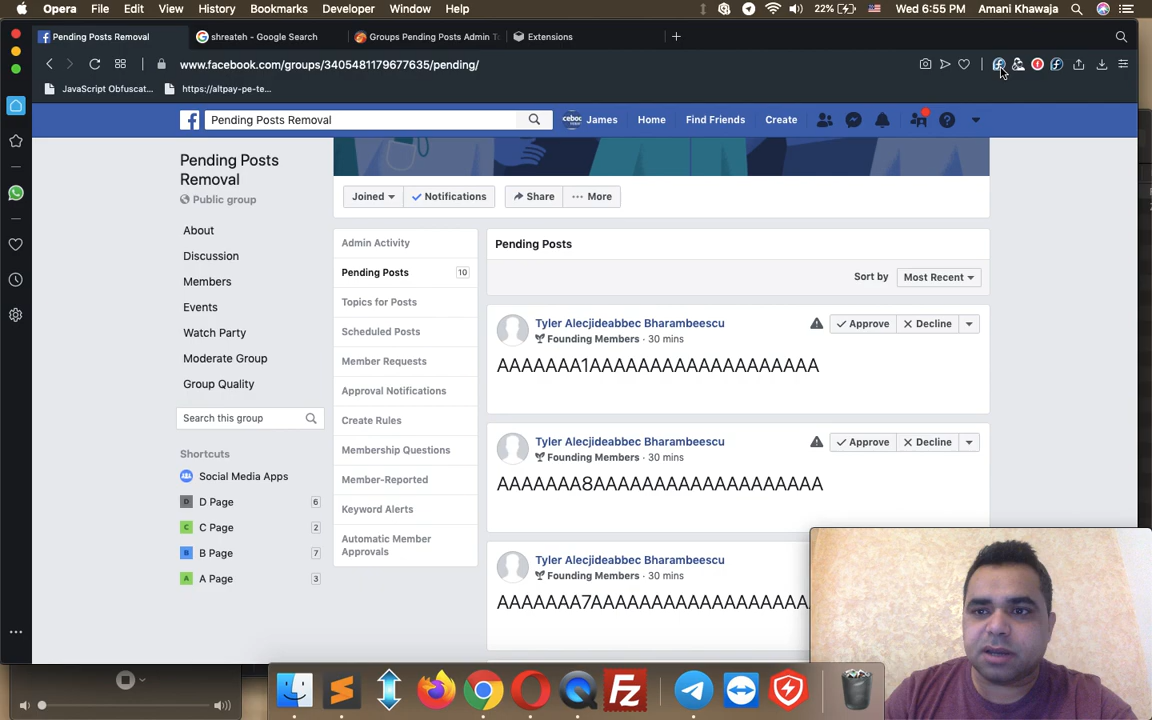 Opera File Edit View Bookmarks Developer Window Help 22% Wed 6:55 PM Amani Khawaja
Pending Posts Removal shreateh - Google Search Groups Pending Posts Admin To Extensions
www.facebook.com/groups/3405481179677635/pending/
JavaScript Obfuscat... https://altpay-pe-te...
Pending Posts Removal James Home Find Friends Create
Pending Posts
Removal
Public group
About
Discussion
Members
Events
Watch Party
Moderate Group
Group Quality
Search this group
Shortcuts
Social Media Apps
D Page 6
C Page 2
B Page 7
A Page 3
Joined Notifications Share More
Admin Activity
Pending Posts 10
Topics for Posts
Scheduled Posts
Member Requests
Approval Notifications
Create Rules
Membership Questions
Member-Reported
Keyword Alerts
Automatic Member
Approvals
Pending Posts
Sort by Most Recent
Tyler Alecjideabbec Bharambeescu Approve Decline
Founding Members · 30 mins
AAAAAAA1AAAAAAAAAAAAAAAAAAA
Tyler Alecjideabbec Bharambeescu Approve Decline
Founding Members · 30 mins
AAAAAAA8AAAAAAAAAAAAAAAAAAA
Tyler Alecjideabbec Bharambeescu
Founding Members · 30 mins
AAAAAAA7AAAAAAAAAAAAAAAAAA